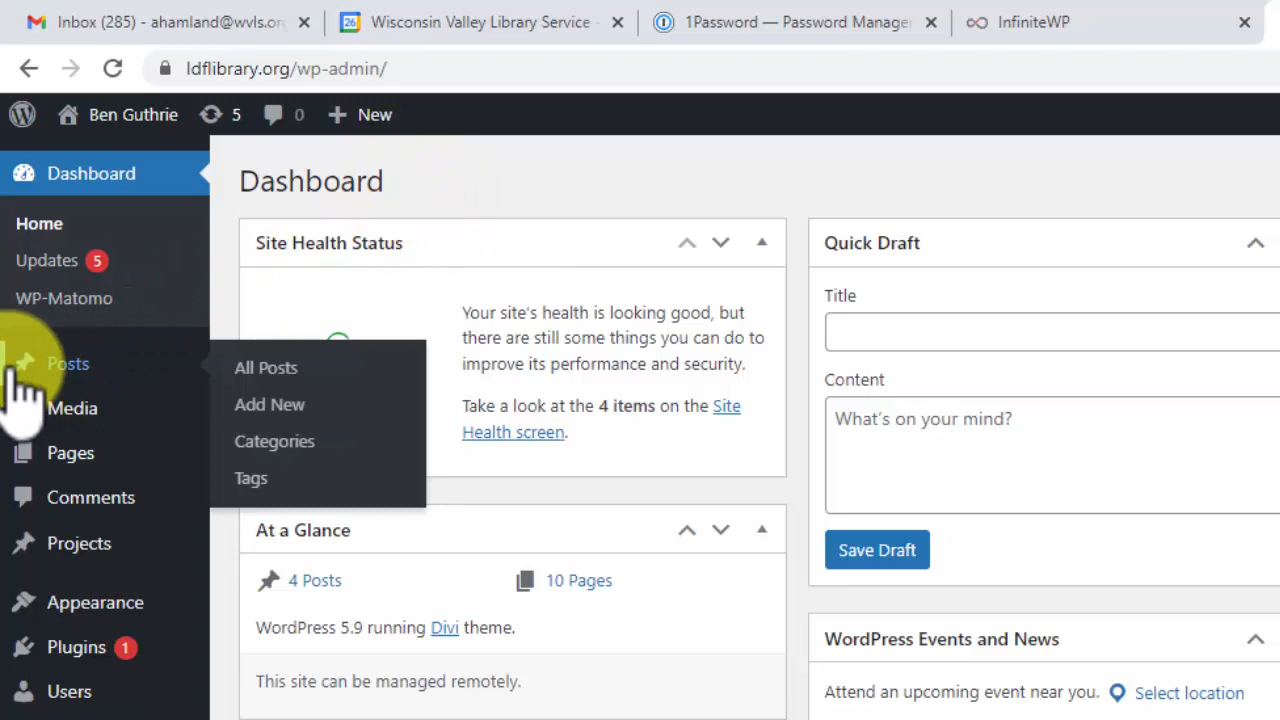 Inbox (285) - ahamland@wvls.org
26
Wisconsin Valley Library Service -
1Password — Password Manager
InfiniteWP
ldflibrary.org/wp-admin/
Ben Guthrie
5
0
New
Dashboard
Home
Updates 5
WP-Matomo
Posts
Media
Pages
Comments
Projects
Appearance
Plugins 1
Users
All Posts
Add New
Categories
Tags
Dashboard
Site Health Status
Your site's health is looking good, but
there are still some things you can do to
improve its performance and security.
Take a look at the 4 items on the Site
Health screen.
At a Glance
4 Posts
10 Pages
WordPress 5.9 running Divi theme.
This site can be managed remotely.
Quick Draft
Title
Content
What's on your mind?
Save Draft
WordPress Events and News
Attend an upcoming event near you.
Select location